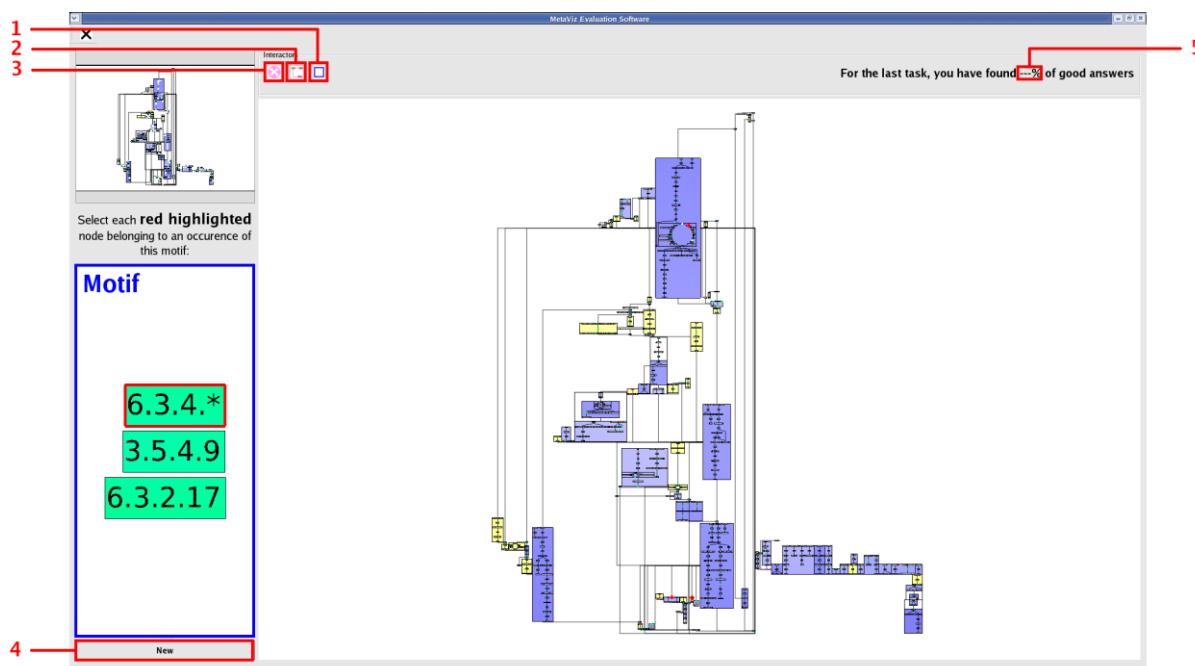 MetaViz Evaluation Software
1
2
3
Interactors
5
For the last task, you have found ---% of good answers
Select each red highlighted
node belonging to an occurence of
this motif:
Motif
6.3.4.*
3.5.4.9
6.3.2.17
4
New